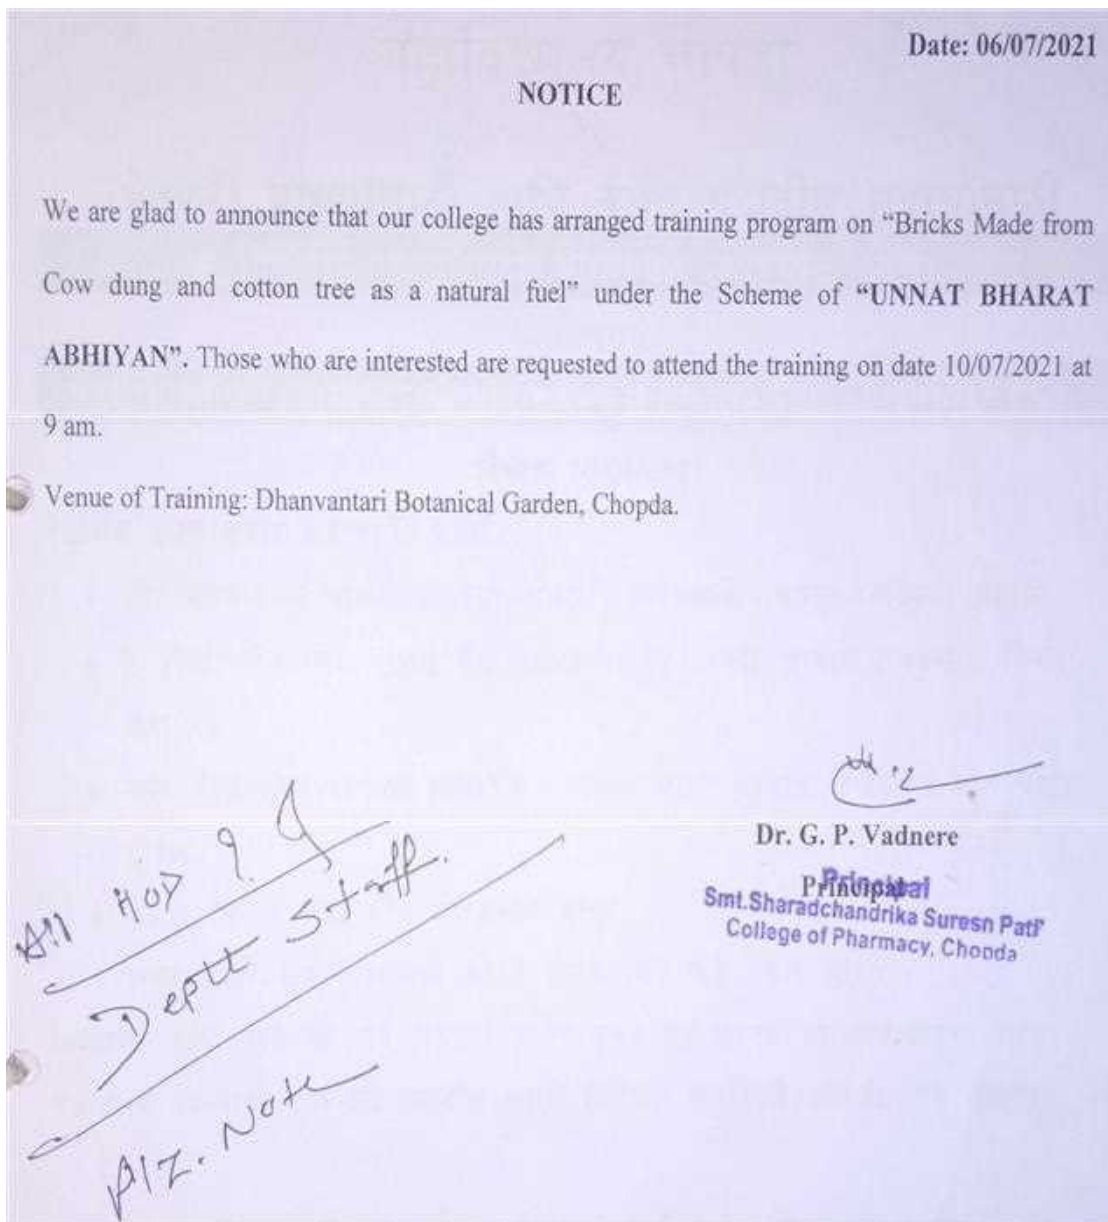 Date: 06/07/2021
NOTICE
We are glad to announce that our college has arranged training program on “Bricks Made from
Cow dung and cotton tree as a natural fuel” under the Scheme of “UNNAT BHARAT
ABHIYAN”. Those who are interested are requested to attend the training on date 10/07/2021 at
9 am.
Venue of Training: Dhanvantari Botanical Garden, Chopda.
Dr. G. P. Vadnere
Principal
Principal
Smt.Sharadchandrika Suresh Patil
College of Pharmacy, Chopda
All
Deptt Staff.
Plz. Note